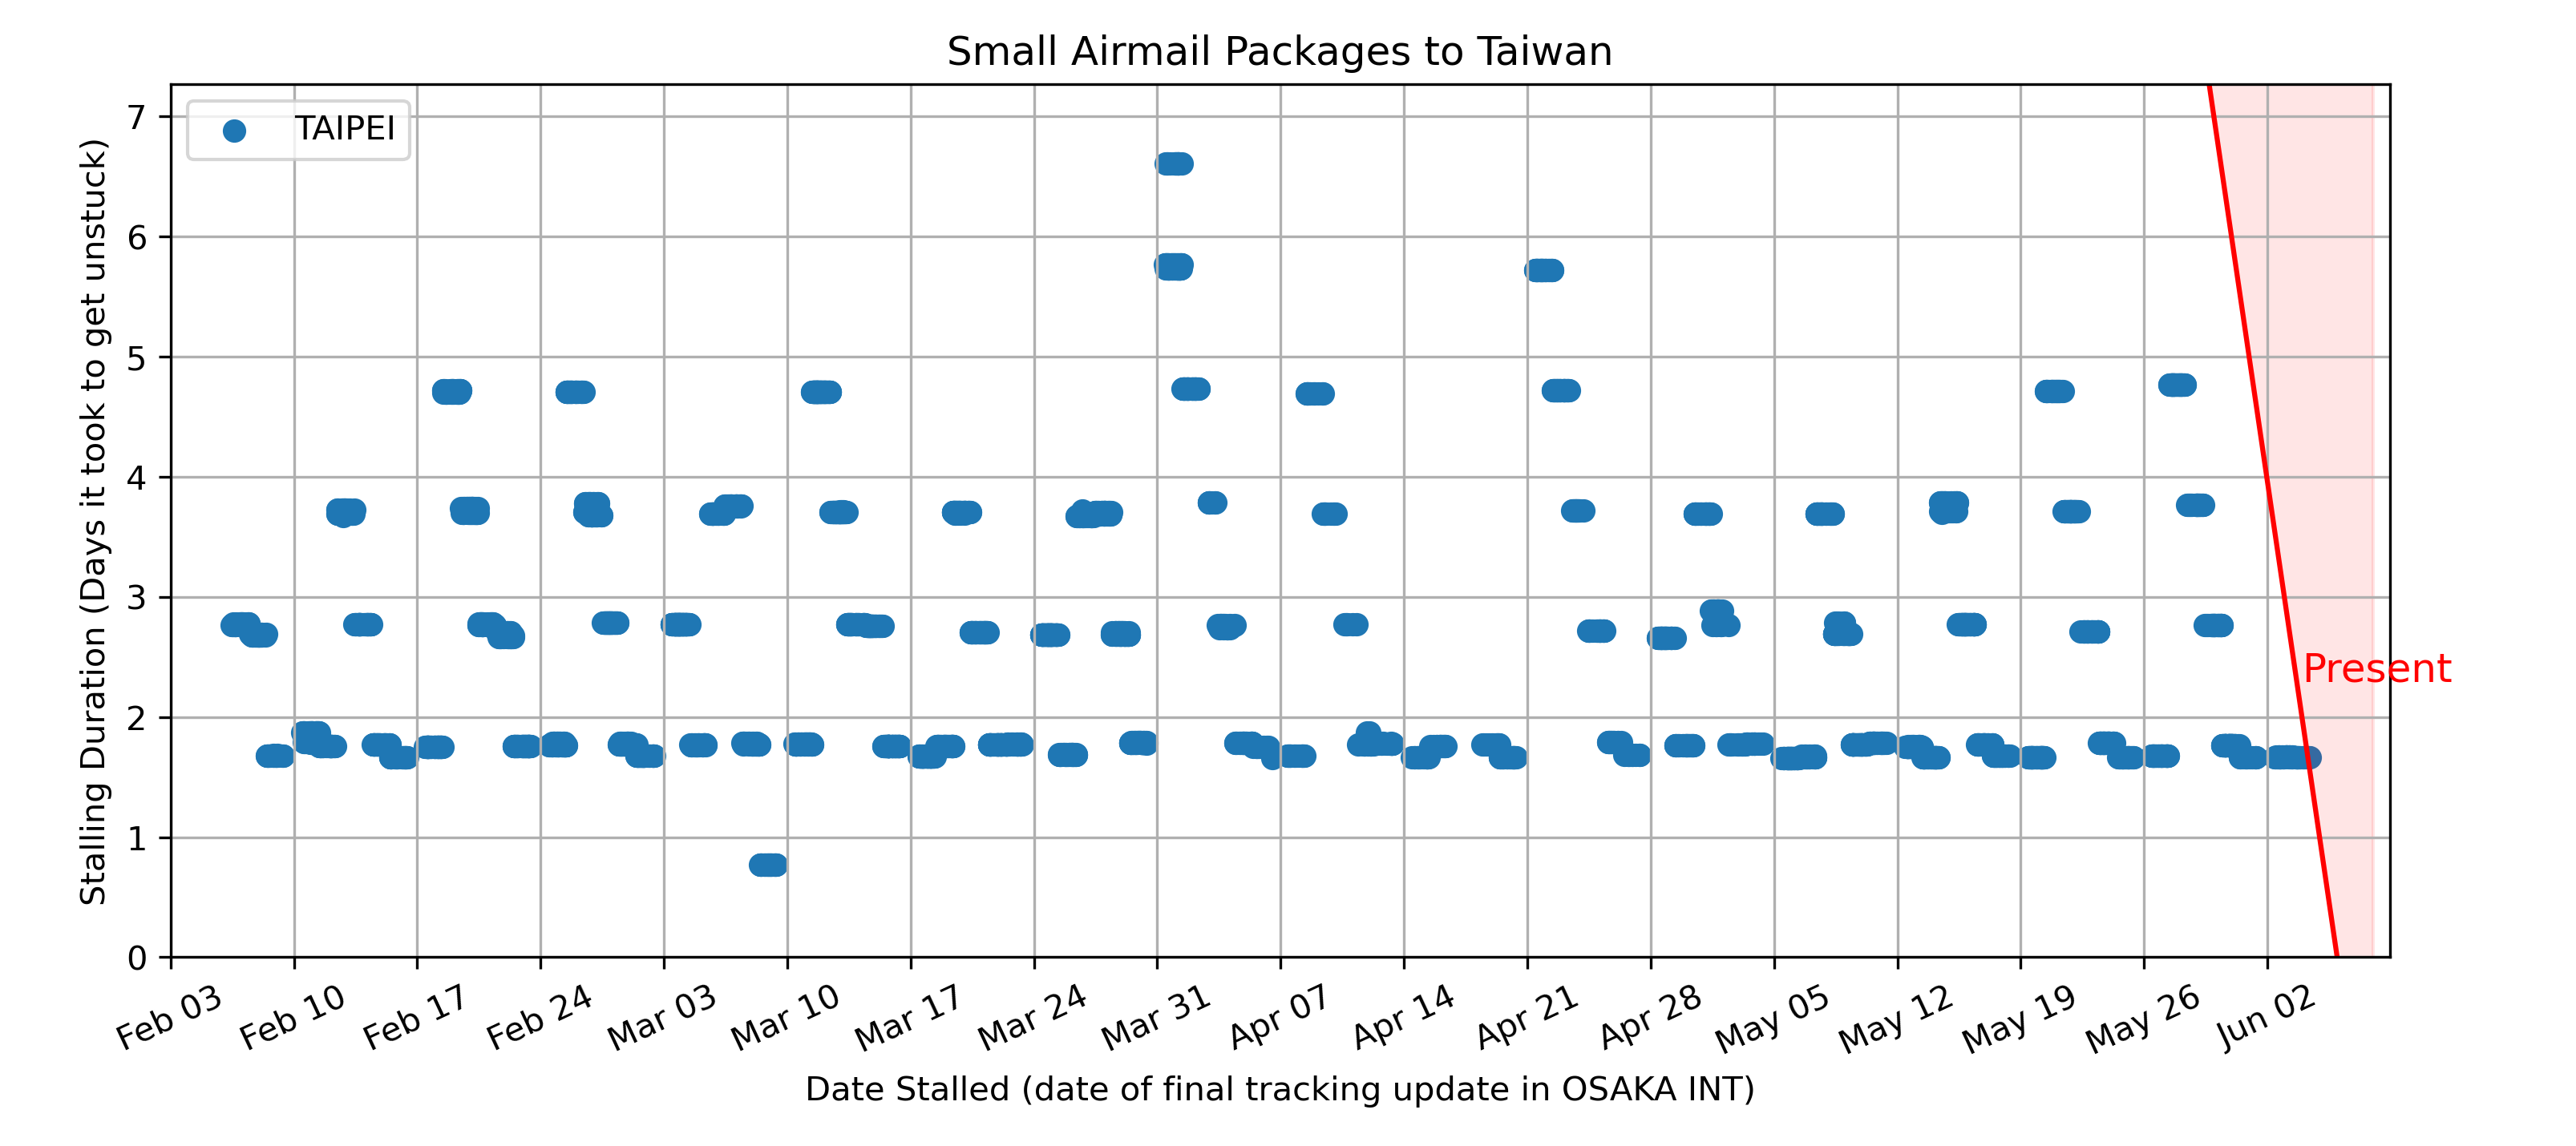 Small Airmail Packages to Taiwan
TAIPEI
Stalling Duration (Days it took to get unstuck)
7
6
5
4
3
2
1
0
Present
Feb 03
Feb 10
Feb 17
Feb 24
Mar 03
Mar 10
Mar 17
Mar 24
Mar 31
Apr 07
Apr 14
Apr 21
Apr 28
May 05
May 12
May 19
May 26
Jun 02
Date Stalled (date of final tracking update in OSAKA INT)